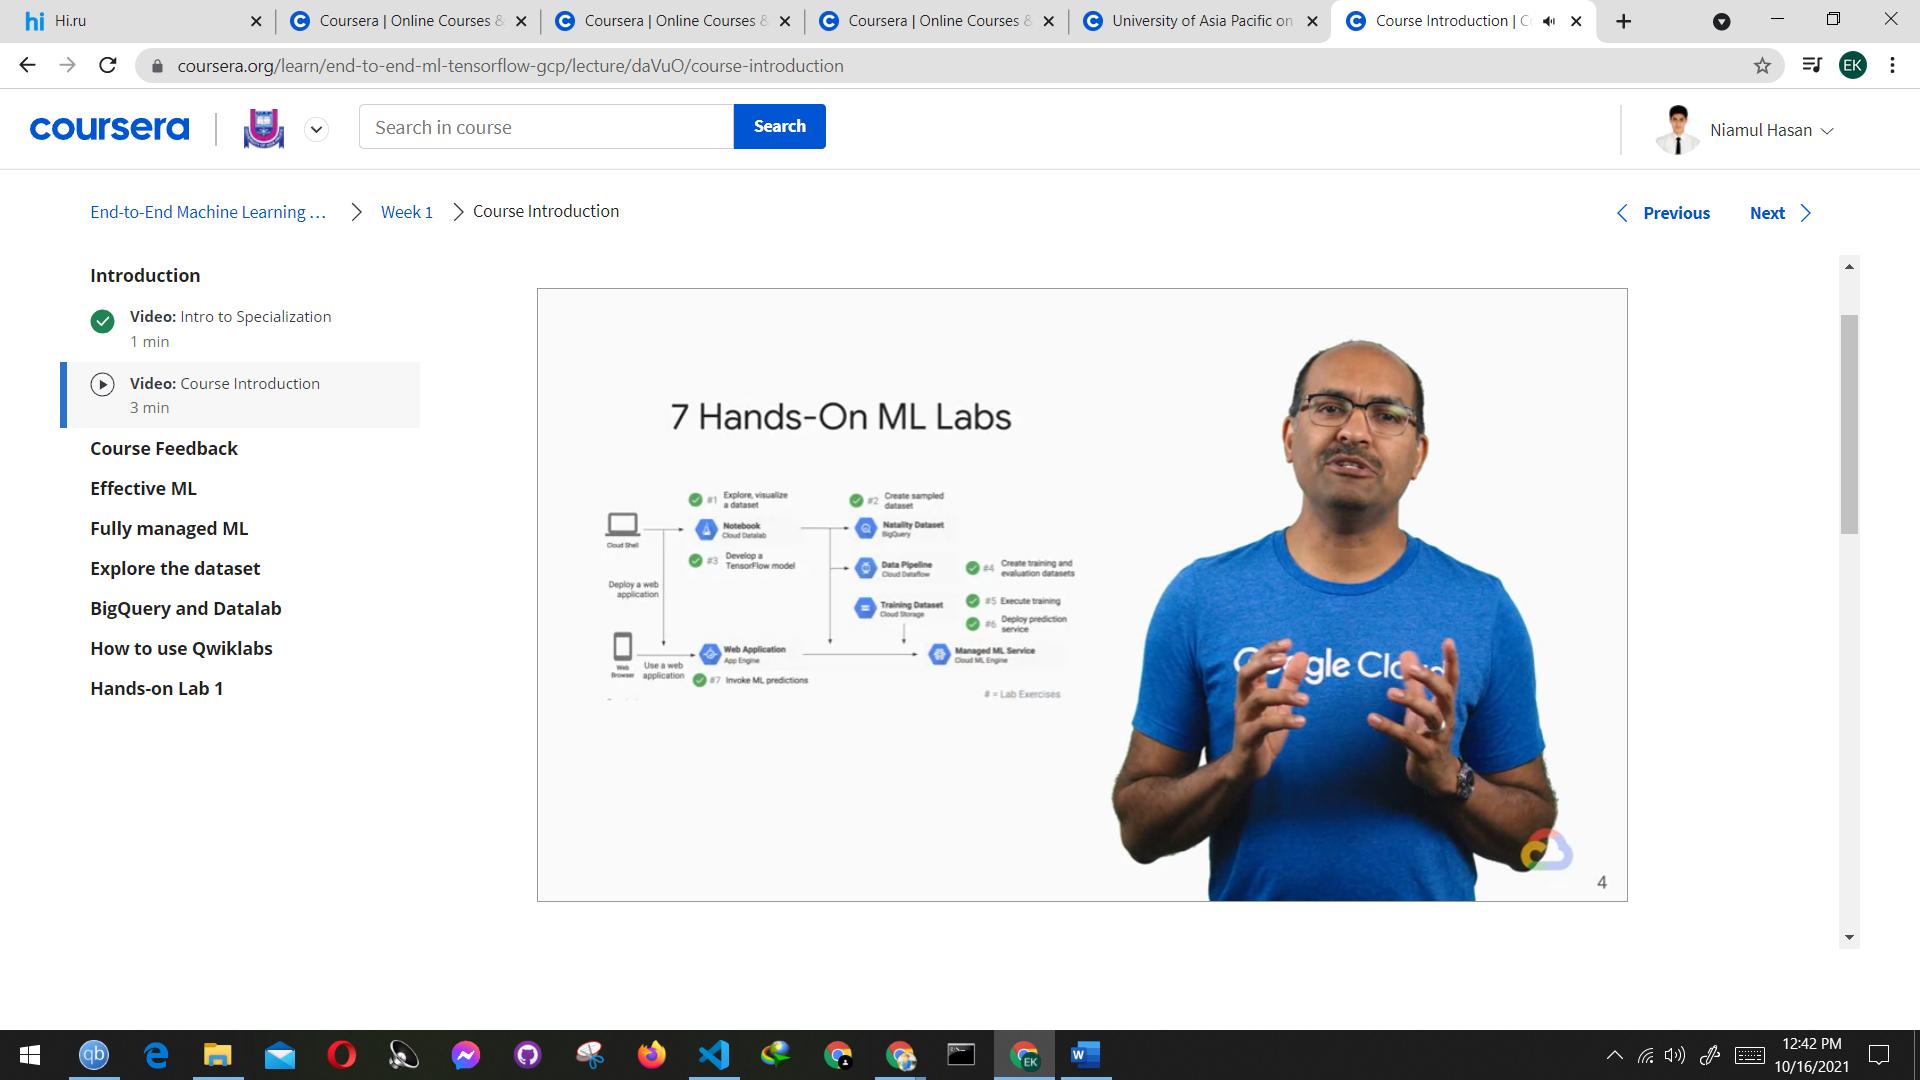 Hi.ru
Coursera | Online Courses &
Coursera | Online Courses &
Coursera | Online Courses &
University of Asia Pacific on
Course Introduction | C
coursera.org/learn/end-to-end-ml-tensorflow-gcp/lecture/daVuO/course-introduction
EK
coursera
Search in course
Search
Niamul Hasan
End-to-End Machine Learning …
Week 1
Course Introduction
Previous
Next
Introduction
Video: Intro to Specialization
1 min
Video: Course Introduction
3 min
Course Feedback
Effective ML
Fully managed ML
Explore the dataset
BigQuery and Datalab
How to use Qwiklabs
Hands-on Lab 1
7 Hands-On ML Labs
#1 Explore, visualize
a dataset
#2 Create sampled
dataset
Cloud Shell
Notebook
Cloud Datalab
Natality Dataset
BigQuery
#3 Develop a
TensorFlow model
Data Pipeline
Cloud Dataflow
#4 Create training and
evaluation datasets
Deploy a web
application
Training Dataset
Cloud Storage
#5 Execute training
#6 Deploy prediction
service
Web
Browser
Use a web
application
Web Application
App Engine
Managed ML Service
Cloud ML Engine
#7 Invoke ML predictions
# = Lab Exercises
Google Cloud
4
12:42 PM
10/16/2021